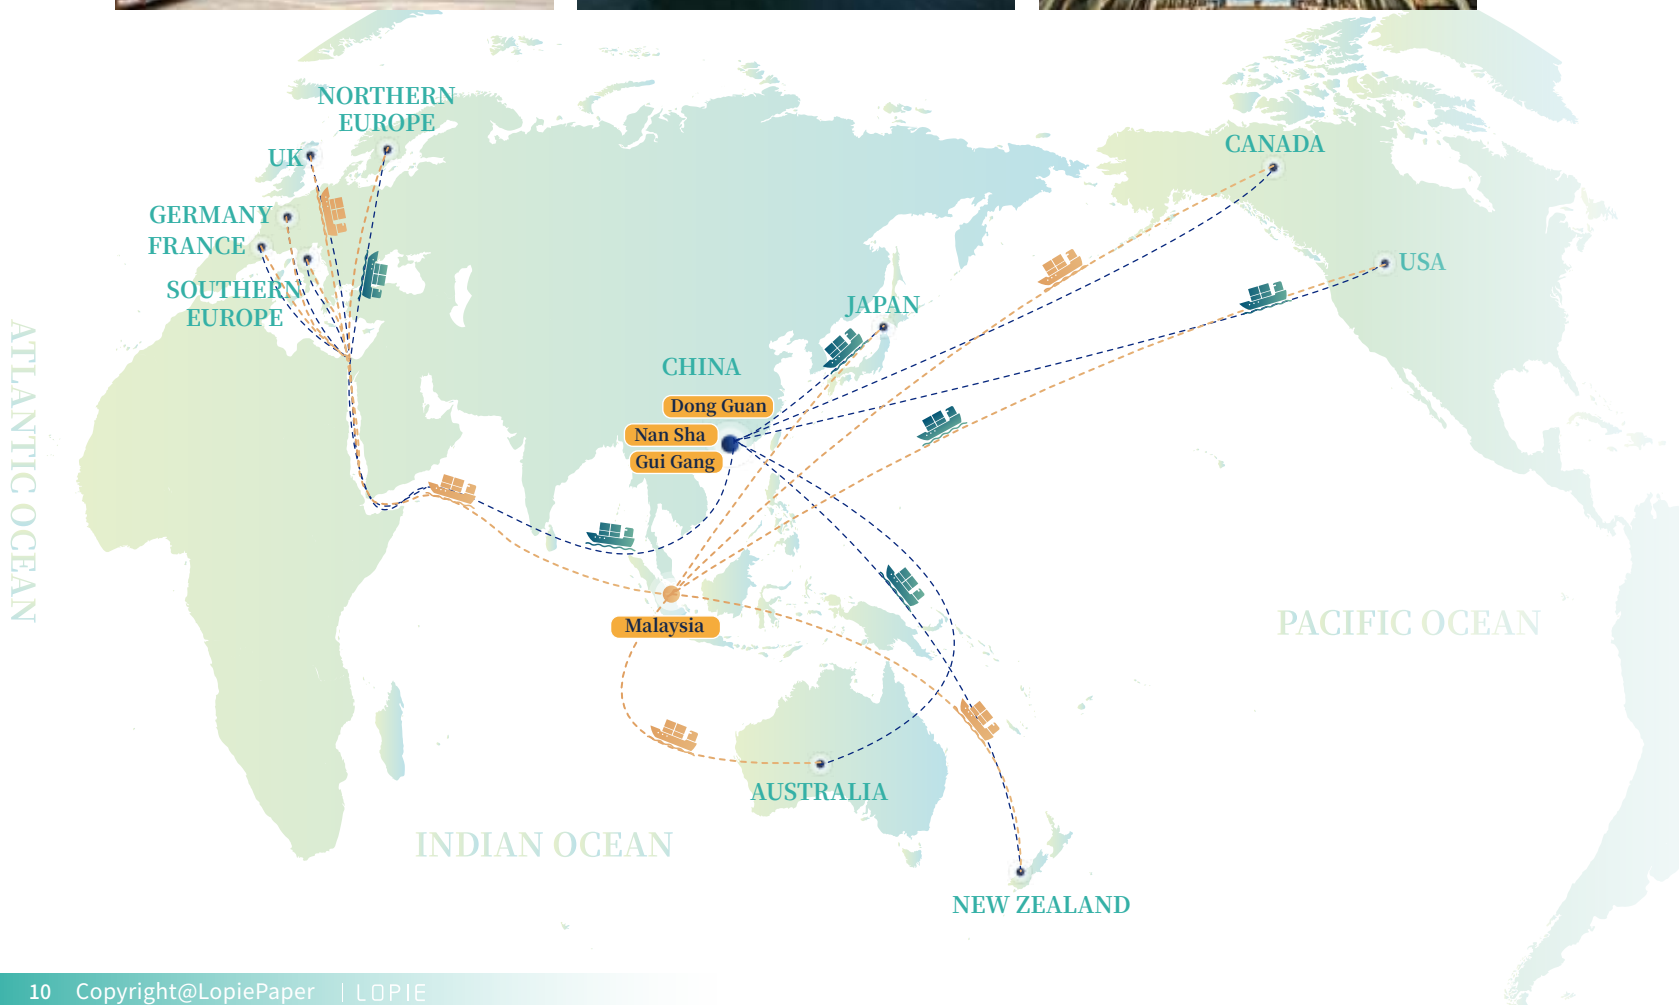 NORTHERN
EUROPE
UK
CANADA
GERMANY
FRANCE
USA
SOUTHERN
EUROPE
JAPAN
ATLANTIC OCEAN
CHINA
Dong Guan
Nan Sha
Gui Gang
Malaysia
PACIFIC OCEAN
AUSTRALIA
INDIAN OCEAN
NEW ZEALAND
10 Copyright@LopiePaper | LOPIE